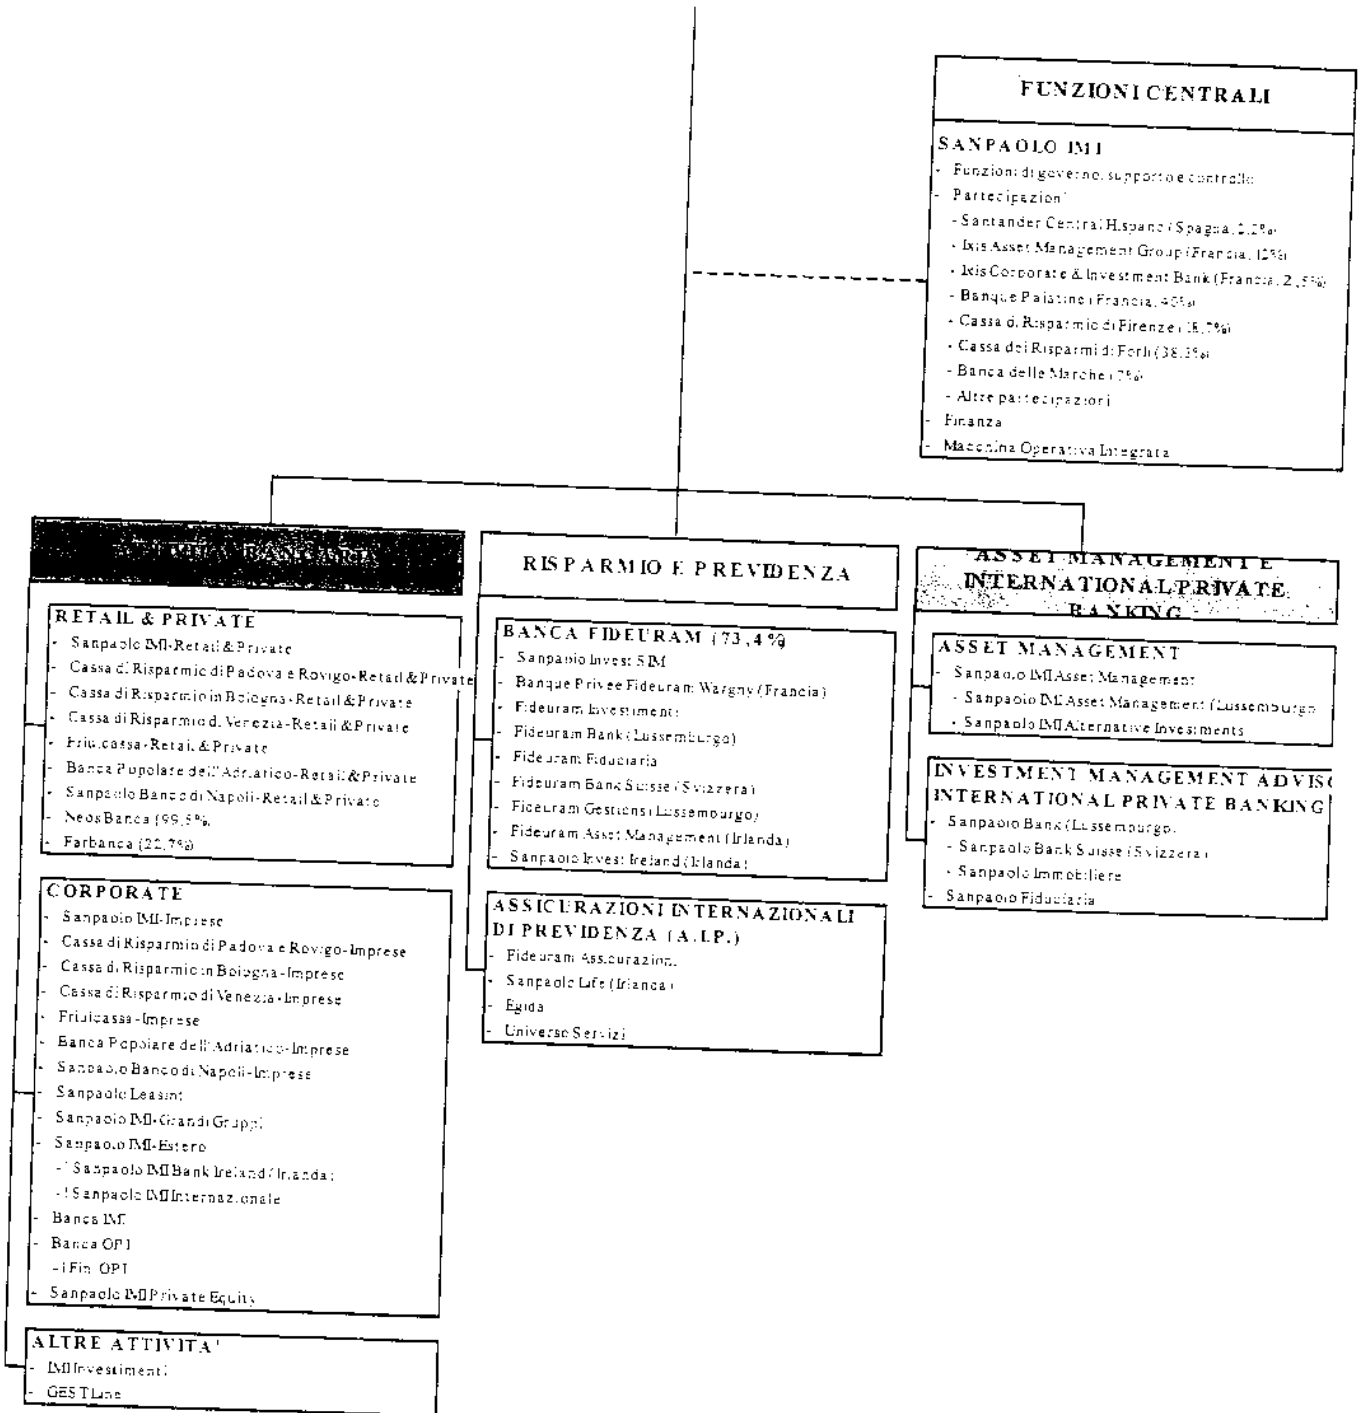 FUNZIONI CENTRALI
SANPAOLO IMI
- Funzioni di governo, supporto e controllo
- Partecipazioni
- Santander Central Hispano (Spagna, 2,2%)
- Ixis Asset Management Group (Francia, 12%)
- Ixis Corporate & Investment Bank (Francia, 2,5%)
- Banque Palatine (Francia, 40%)
- Cassa di Risparmio di Firenze (18,7%)
- Cassa dei Risparmi di Forlì (38,3%)
- Banca delle Marche (7%)
- Altre partecipazioni
- Finanza
- Macchina Operativa Integrata
BANCARIA
RETAIL & PRIVATE
- Sanpaolo IMI-Retail & Private
- Cassa di Risparmio di Padova e Rovigo-Retail & Private
- Cassa di Risparmio in Bologna-Retail & Private
- Cassa di Risparmio di Venezia-Retail & Private
- Friulcassa-Retail & Private
- Banca Popolare dell'Adriatico-Retail & Private
- Sanpaolo Banco di Napoli-Retail & Private
- Neos Banca (99,5%)
- Farbanca (22,7%)
CORPORATE
- Sanpaolo IMI-Imprese
- Cassa di Risparmio di Padova e Rovigo-Imprese
- Cassa di Risparmio in Bologna-Imprese
- Cassa di Risparmio di Venezia-Imprese
- Friulcassa-Imprese
- Banca Popolare dell'Adriatico-Imprese
- Sanpaolo Banco di Napoli-Imprese
- Sanpaolo Leasint
- Sanpaolo IMI-Grandi Gruppi
- Sanpaolo IMI-Estero
- Sanpaolo IMI Bank Ireland (Irlanda)
- Sanpaolo IMI Internazionale
- Banca IMI
- Banca OPI
- Fin. OPI
- Sanpaolo IMI Private Equity
ALTRE ATTIVITA'
- IMI Investimenti
- GEST Line
RISPARMIO E PREVIDENZA
BANCA FIDEURAM (73,4%)
- Sanpaolo Invest SIM
- Banque Privee Fideuram Wargny (Francia)
- Fideuram Investimenti
- Fideuram Bank (Lussemburgo)
- Fideuram Fiduciaria
- Fideuram Bank Suisse (Svizzera)
- Fideuram Gestions (Lussemburgo)
- Fideuram Asset Management (Irlanda)
- Sanpaolo Invest Ireland (Irlanda)
ASSICURAZIONI INTERNAZIONALI
DI PREVIDENZA (A.I.P.)
- Fideuram Assicurazioni
- Sanpaolo Life (Irlanda)
- Egida
- Universo Servizi
ASSET MANAGEMENT E
INTERNATIONAL PRIVATE
BANKING
ASSET MANAGEMENT
- Sanpaolo IMI Asset Management
- Sanpaolo IMI Asset Management (Lussemburgo
- Sanpaolo IMI Alternative Investments
INVESTMENT MANAGEMENT ADVISO
INTERNATIONAL PRIVATE BANKING
- Sanpaolo Bank (Lussemburgo)
- Sanpaolo Bank Suisse (Svizzera)
- Sanpaolo Immobiliere
- Sanpaolo Fiduciaria